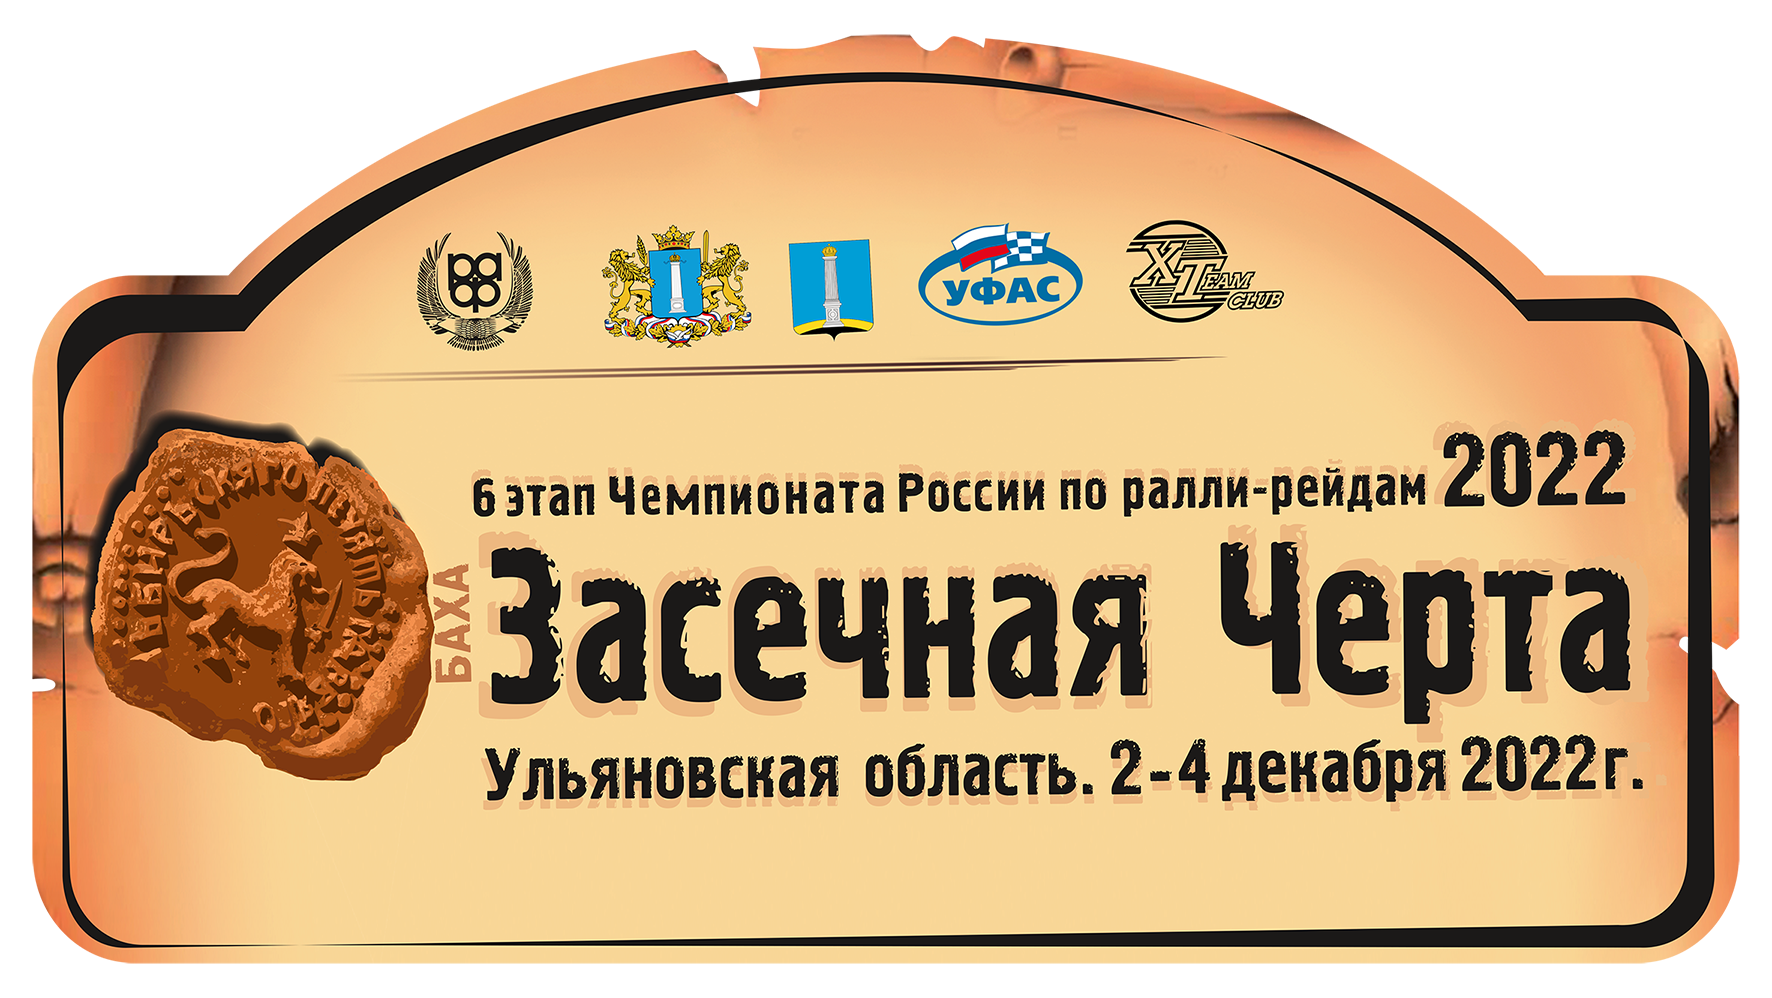 РАФ
УФАС
XTEAM CLUB
6 этап Чемпионата России по ралли-рейдам 2022
БАХА
Засечная Черта
Ульяновская область. 2-4 декабря 2022г.